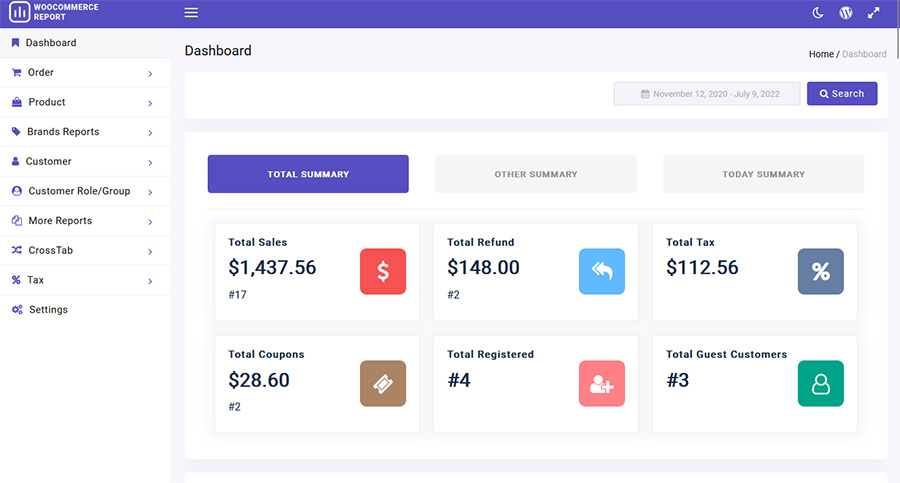 WOOCOMMERCE
REPORT
Dashboard
Order
Product
Brands Reports
Customer
Customer Role/Group
More Reports
CrossTab
Tax
Settings
Dashboard
Home / Dashboard
November 12, 2020 - July 9, 2022
Search
TOTAL SUMMARY
OTHER SUMMARY
TODAY SUMMARY
Total Sales
$1,437.56
#17
Total Refund
$148.00
#2
Total Tax
$112.56
Total Coupons
$28.60
#2
Total Registered
#4
Total Guest Customers
#3